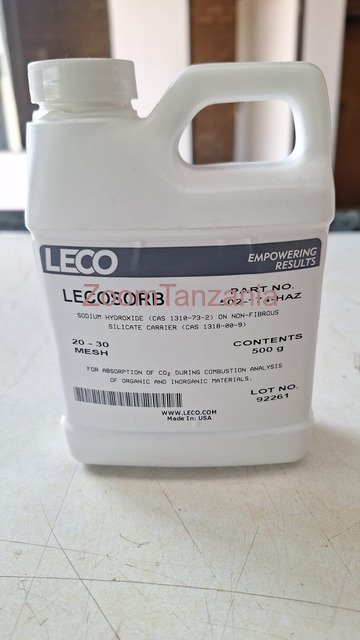 LECO
EMPOWERING
RESULTS
LECOSORB
PART NO.
HAZ
ZoomTanzania
SODIUM HYDROXIDE (CAS 1310-73-2) ON NON-FIBROUS
SILICATE CARRIER (CAS 1318-00-9)
20 - 30
MESH
CONTENTS
500 g
FOR ABSORPTION OF CO₂ DURING COMBUSTION ANALYSIS
OF ORGANIC AND INORGANIC MATERIALS.
LOT NO.
92261
WWW.LECO.COM
Made In: USA